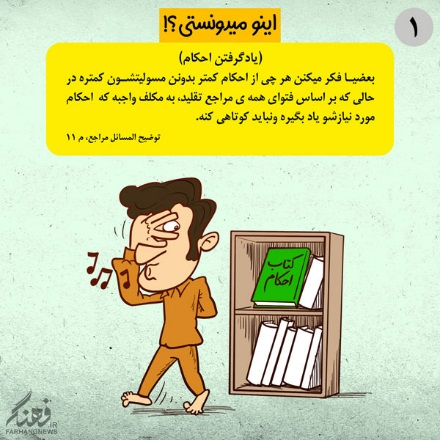 ۱
اینو میدونستی؟!
(یادگرفتن احکام)
بعضیا فکر میکنن هر چی از احکام کمتر بدونن مسولیتشون کمتره در
حالی که بر اساس فتوای همه ی مراجع تقلید، به مکلف واجبه که احکام
مورد نیازشو یاد بگیره ونباید کوتاهی کنه.
توضیح المسائل مراجع، م ۱۱
کتاب
احکام
فرهنگ
FARHANGNEWS.IR